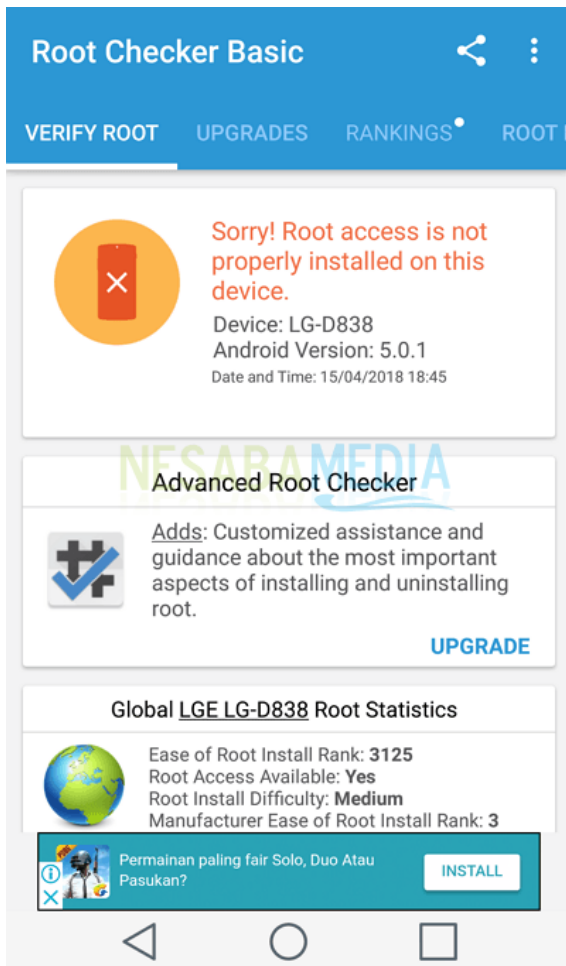 Root Checker Basic
VERIFY ROOT UPGRADES RANKINGS ROOT
Sorry! Root access is not
properly installed on this
device.
Device: LG-D838
Android Version: 5.0.1
Date and Time: 15/04/2018 18:45
NESABAMEDIA
Advanced Root Checker
Adds: Customized assistance and
guidance about the most important
aspects of installing and uninstalling
root.
UPGRADE
Global LGE LG-D838 Root Statistics
Ease of Root Install Rank: 3125
Root Access Available: Yes
Root Install Difficulty: Medium
Manufacturer Ease of Root Install Rank: 3
Permainan paling fair Solo, Duo Atau
Pasukan?
INSTALL